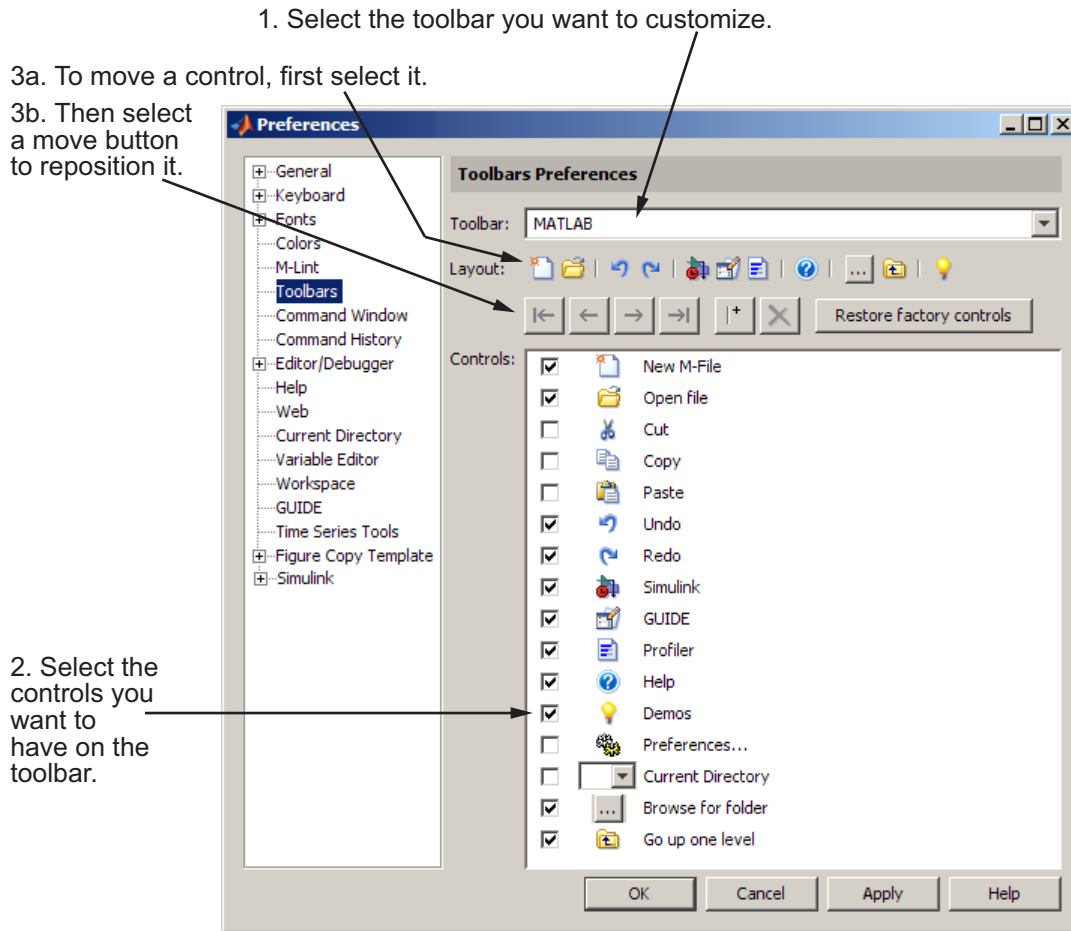 1. Select the toolbar you want to customize.
3a. To move a control, first select it.
3b. Then select
a move button
to reposition it.
Preferences
General
Keyboard
Fonts
Colors
M-Lint
Toolbars
Command Window
Command History
Editor/Debugger
Help
Web
Current Directory
Variable Editor
Workspace
GUIDE
Time Series Tools
Figure Copy Template
Simulink
Toolbars Preferences
Toolbar: MATLAB
Layout: ...
Restore factory controls
Controls:
New M-File
Open file
Cut
Copy
Paste
Undo
Redo
Simulink
GUIDE
Profiler
Help
Demos
Preferences...
Current Directory
... Browse for folder
Go up one level
2. Select the
controls you
want to
have on the
toolbar.
OK Cancel Apply Help